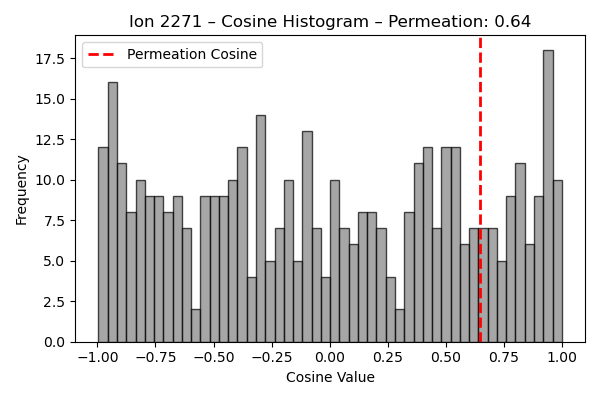 Ion 2271 – Cosine Histogram – Permeation: 0.64
Permeation Cosine
17.5
15.0
12.5
10.0
7.5
5.0
2.5
0.0
Frequency
−1.00 −0.75 −0.50 −0.25 0.00 0.25 0.50 0.75 1.00
Cosine Value